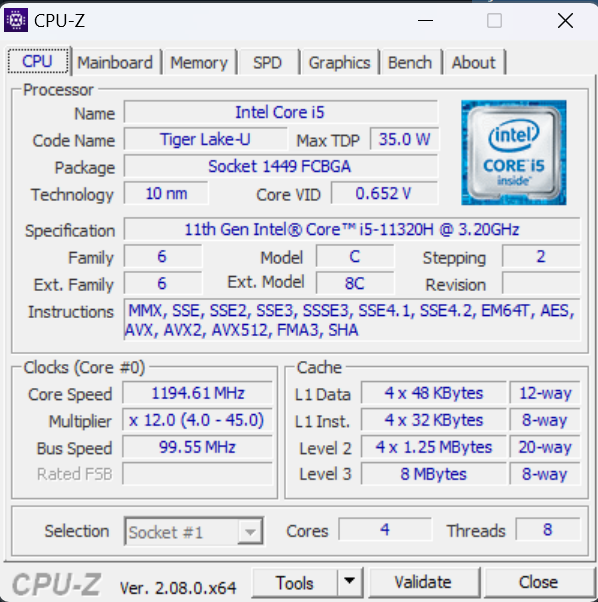 CPU-Z
CPU Mainboard Memory SPD Graphics Bench About
Processor
Name Intel Core i5
Code Name Tiger Lake-U Max TDP 35.0 W
Package Socket 1449 FCBGA
Technology 10 nm Core VID 0.652 V
intel
CORE i5
inside
Specification 11th Gen Intel® Core™ i5-11320H @ 3.20GHz
Family 6 Model C Stepping 2
Ext. Family 6 Ext. Model 8C Revision
Instructions MMX, SSE, SSE2, SSE3, SSSE3, SSE4.1, SSE4.2, EM64T, AES,
AVX, AVX2, AVX512, FMA3, SHA
Clocks (Core #0)
Core Speed 1194.61 MHz
Multiplier x 12.0 (4.0 - 45.0)
Bus Speed 99.55 MHz
Rated FSB
Cache
L1 Data 4 x 48 KBytes 12-way
L1 Inst. 4 x 32 KBytes 8-way
Level 2 4 x 1.25 MBytes 20-way
Level 3 8 MBytes 8-way
Selection Socket #1 Cores 4 Threads 8
CPU-Z Ver. 2.08.0.x64 Tools Validate Close